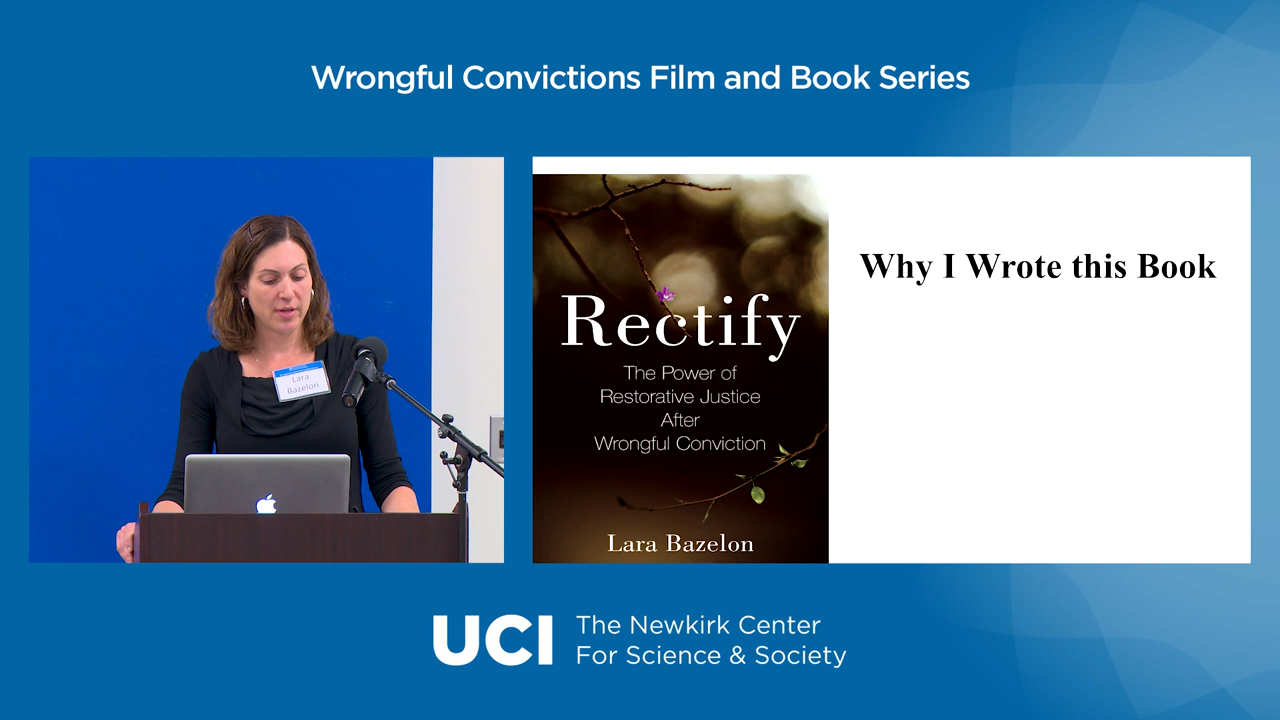 Wrongful Convictions Film and Book Series
Lara
Bazelon
Rectify
The Power of
Restorative Justice
After
Wrongful Conviction
Lara Bazelon
Why I Wrote this Book
UCI
The Newkirk Center
For Science & Society